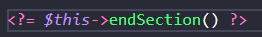 <?= $this->endSection() ?>